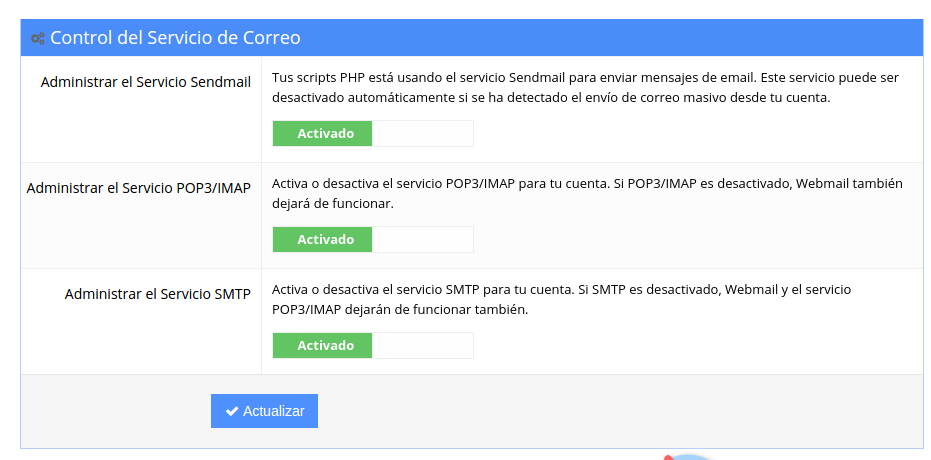 Control del Servicio de Correo
Administrar el Servicio Sendmail
Tus scripts PHP está usando el servicio Sendmail para enviar mensajes de email. Este servicio puede ser
desactivado automáticamente si se ha detectado el envío de correo masivo desde tu cuenta.
Activado
Administrar el Servicio POP3/IMAP
Activa o desactiva el servicio POP3/IMAP para tu cuenta. Si POP3/IMAP es desactivado, Webmail también
dejará de funcionar.
Activado
Administrar el Servicio SMTP
Activa o desactiva el servicio SMTP para tu cuenta. Si SMTP es desactivado, Webmail y el servicio
POP3/IMAP dejarán de funcionar también.
Activado
Actualizar